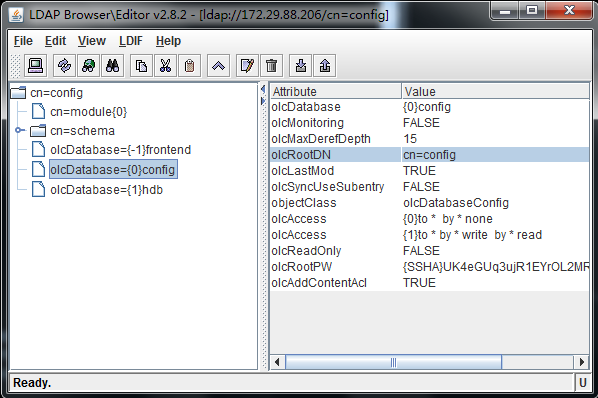 LDAP Browser\Editor v2.8.2 - [ldap://172.29.88.206/cn=config]
File Edit View LDIF Help
cn=config
cn=module{0}
cn=schema
olcDatabase={-1}frontend
olcDatabase={0}config
olcDatabase={1}hdb
Attribute Value
olcDatabase {0}config
olcMonitoring FALSE
olcMaxDerefDepth 15
olcRootDN cn=config
olcLastMod TRUE
olcSyncUseSubentry FALSE
objectClass olcDatabaseConfig
olcAccess {0}to * by * none
olcAccess {1}to * by * write by * read
olcReadOnly FALSE
olcRootPW {SSHA}UK4eGUq3ujR1EYrOL2MR
olcAddContentAcl TRUE
Ready. U